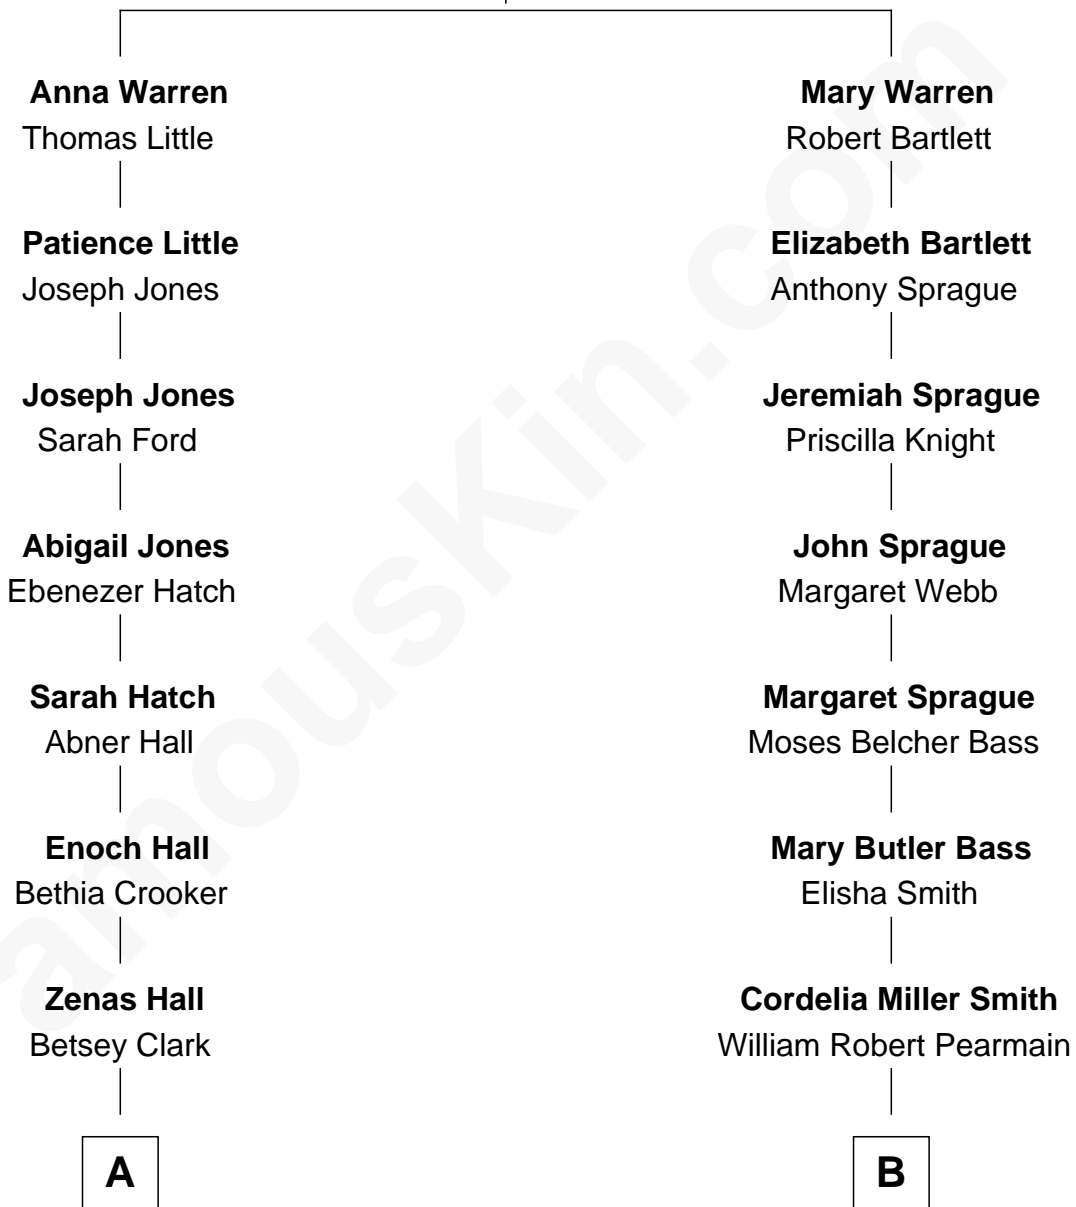 Anna Warren
Thomas Little
Patience Little
Joseph Jones
Joseph Jones
Sarah Ford
Abigail Jones
Ebenezer Hatch
Sarah Hatch
Abner Hall
Enoch Hall
Bethia Crooker
Zenas Hall
Betsey Clark
A
Mary Warren
Robert Bartlett
Elizabeth Bartlett
Anthony Sprague
Jeremiah Sprague
Priscilla Knight
John Sprague
Margaret Webb
Margaret Sprague
Moses Belcher Bass
Mary Butler Bass
Elisha Smith
Cordelia Miller Smith
William Robert Pearmain
B
amouskin.com